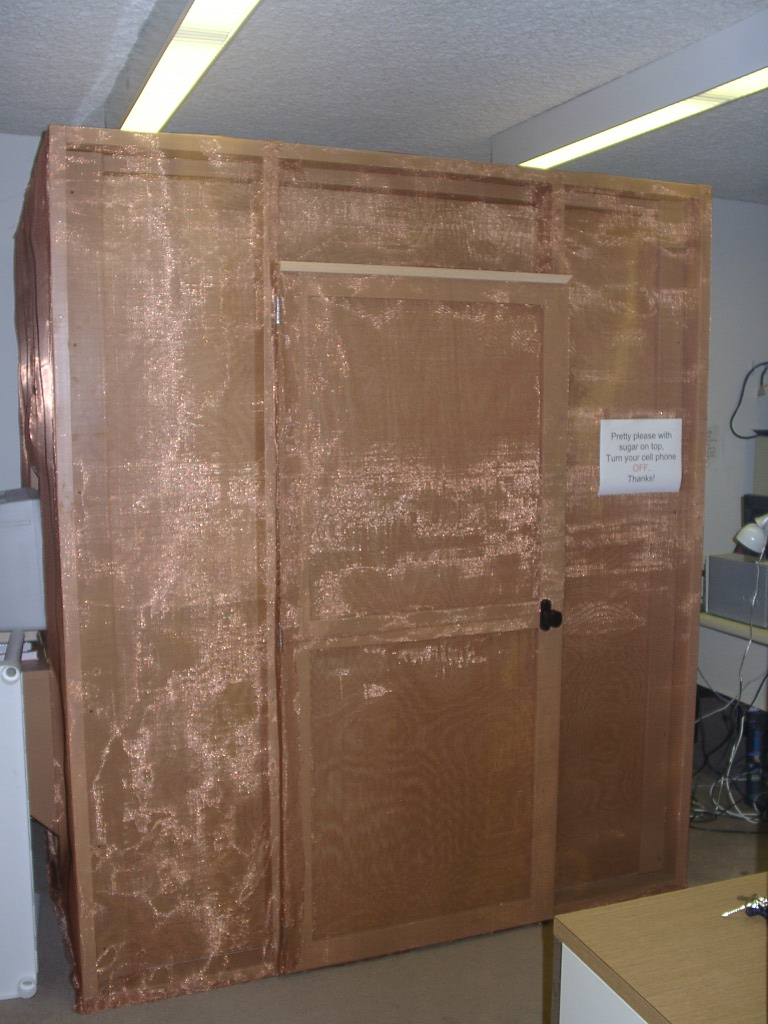 Pretty please with
sugar on top,
Turn your cell phone
OFF.
Thanks!